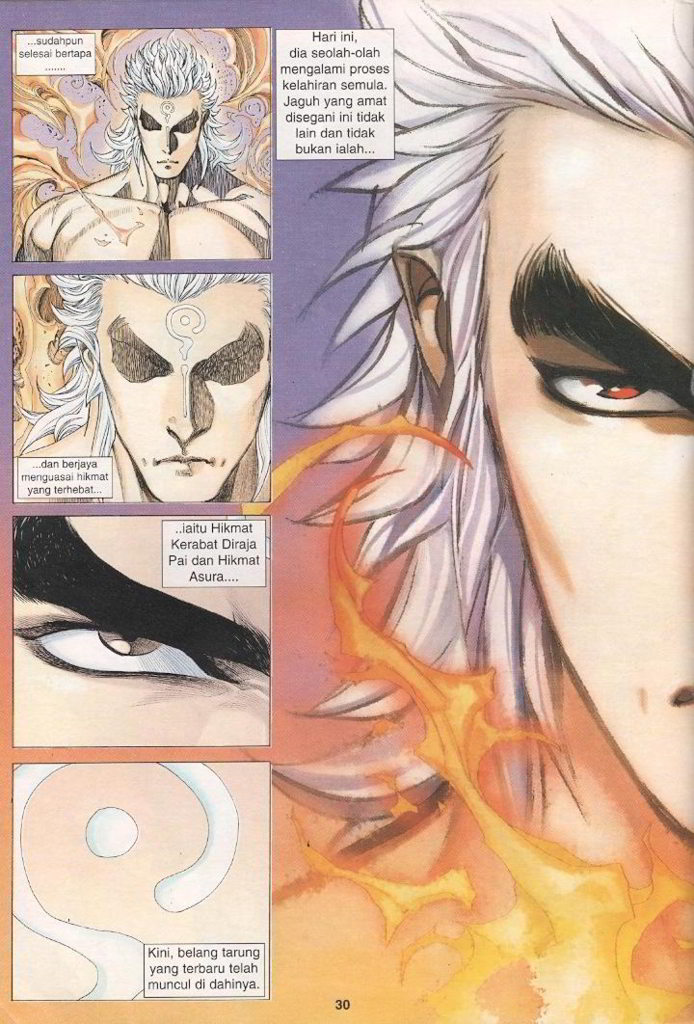 ...sudahpun
selesai bertapa
.......
...dan berjaya
menguasai hikmat
yang terhebat...
..iaitu Hikmat
Kerabat Diraja
Pai dan Hikmat
Asura....
Kini, belang tarung
yang terbaru telah
muncul di dahinya.
Hari ini,
dia seolah-olah
mengalami proses
kelahiran semula.
Jaguh yang amat
disegani ini tidak
lain dan tidak
bukan ialah...
30